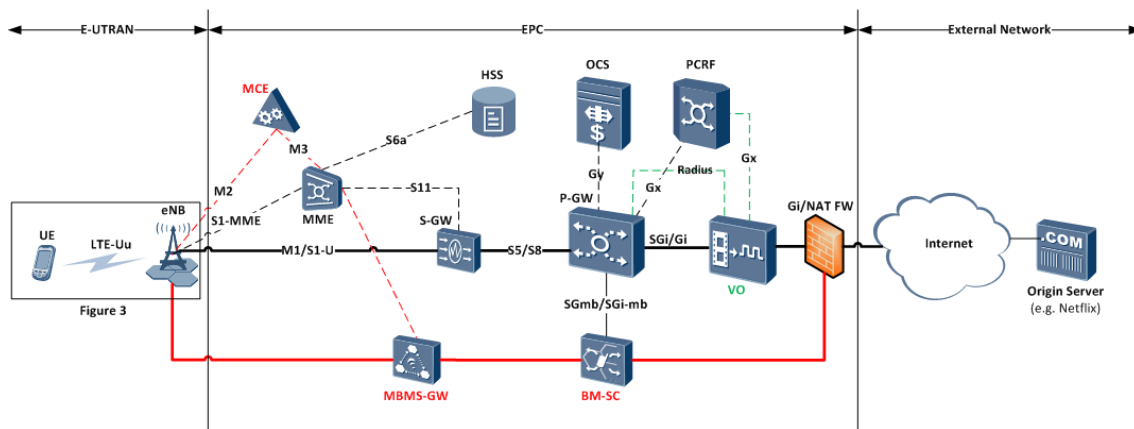 E-UTRAN
EPC
External Network
OCS
PCRF
HSS
MCE
$
S6a
M3
Gx
M2
Gy
Gx
Radius
S11
MME
P-GW
eNB
S1-MME
S-GW
Gi/NAT FW
UE
LTE-Uu
M1/S1-U
S5/S8
SGi/Gi
Internet
.COM
VO
Origin Server
(e.g. Netflix)
Figure 3
SGmb/SGi-mb
MBMS-GW
BM-SC